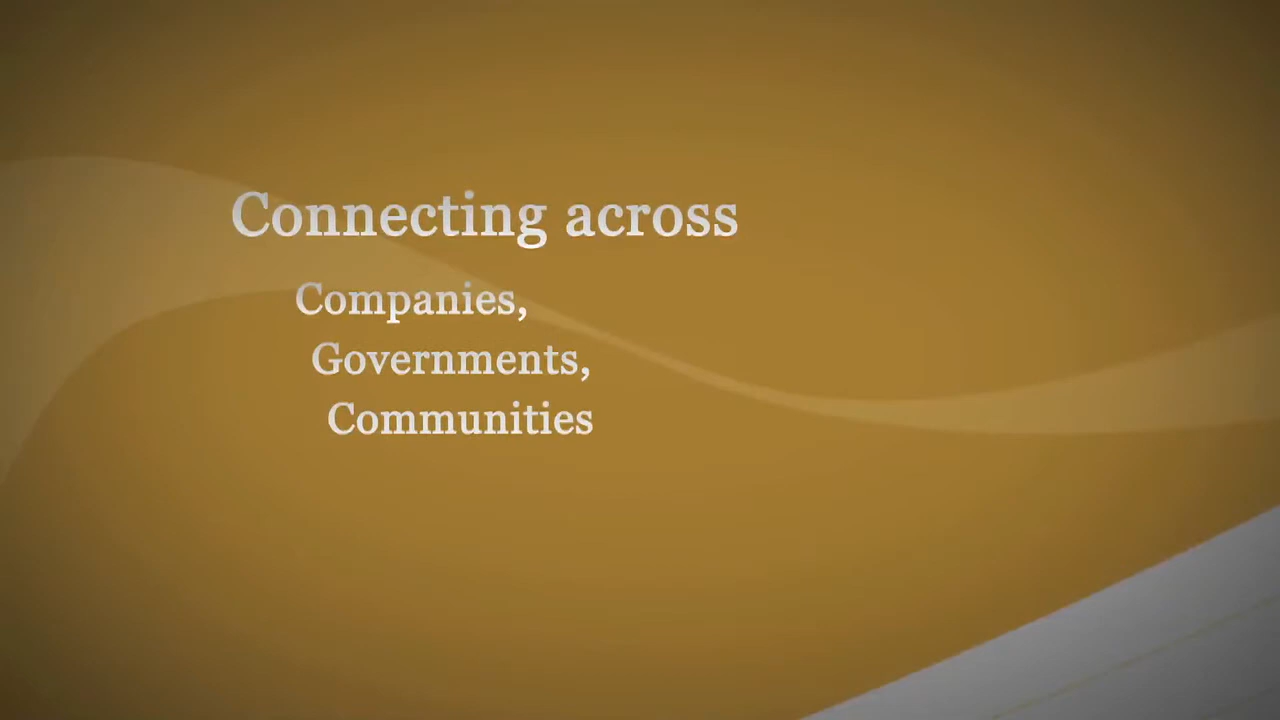 Connecting across
Companies,
Governments,
Communities